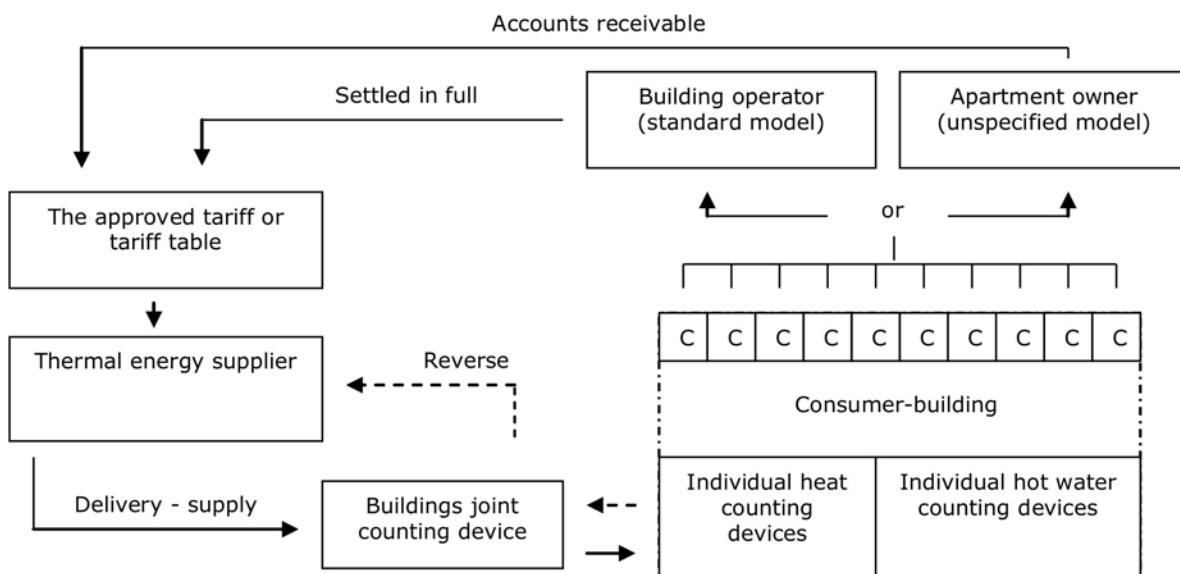 Accounts receivable
Settled in full
Building operator
(standard model)
Apartment owner
(unspecified model)
The approved tariff or
tariff table
or
C C C C C C C C C C
Thermal energy supplier
Reverse
Consumer-building
Delivery - supply
Buildings joint
counting device
Individual heat
counting
devices
Individual hot water
counting devices